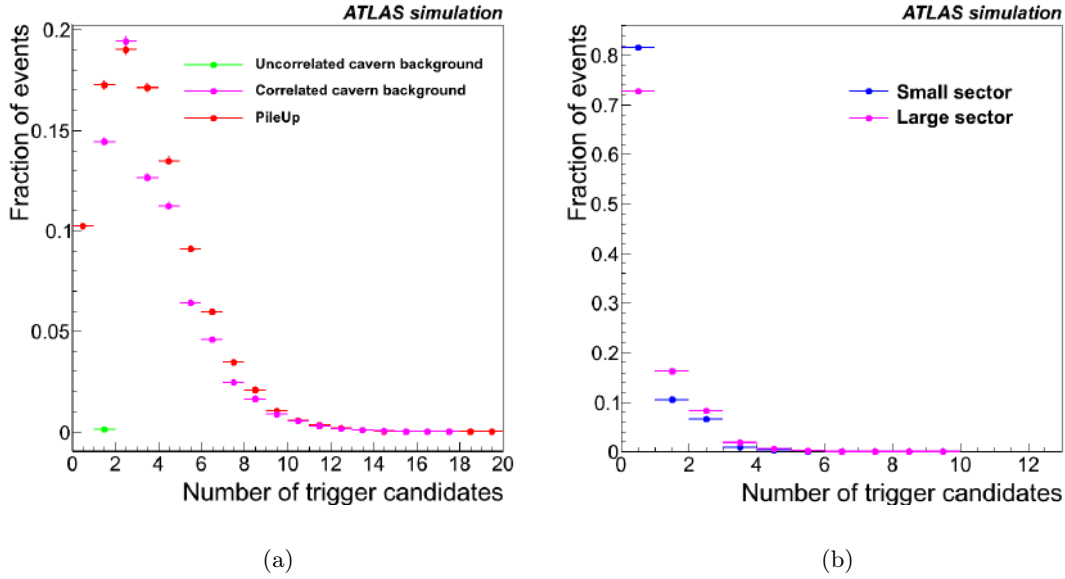 ATLAS simulation
0.2
0.15
0.1
0.05
0
Fraction of events
Uncorrelated cavern background
Correlated cavern background
PileUp
0 2 4 6 8 10 12 14 16 18 20
Number of trigger candidates
(a)
ATLAS simulation
0.8
0.7
0.6
0.5
0.4
0.3
0.2
0.1
0
Fraction of events
Small sector
Large sector
0 2 4 6 8 10 12
Number of trigger candidates
(b)